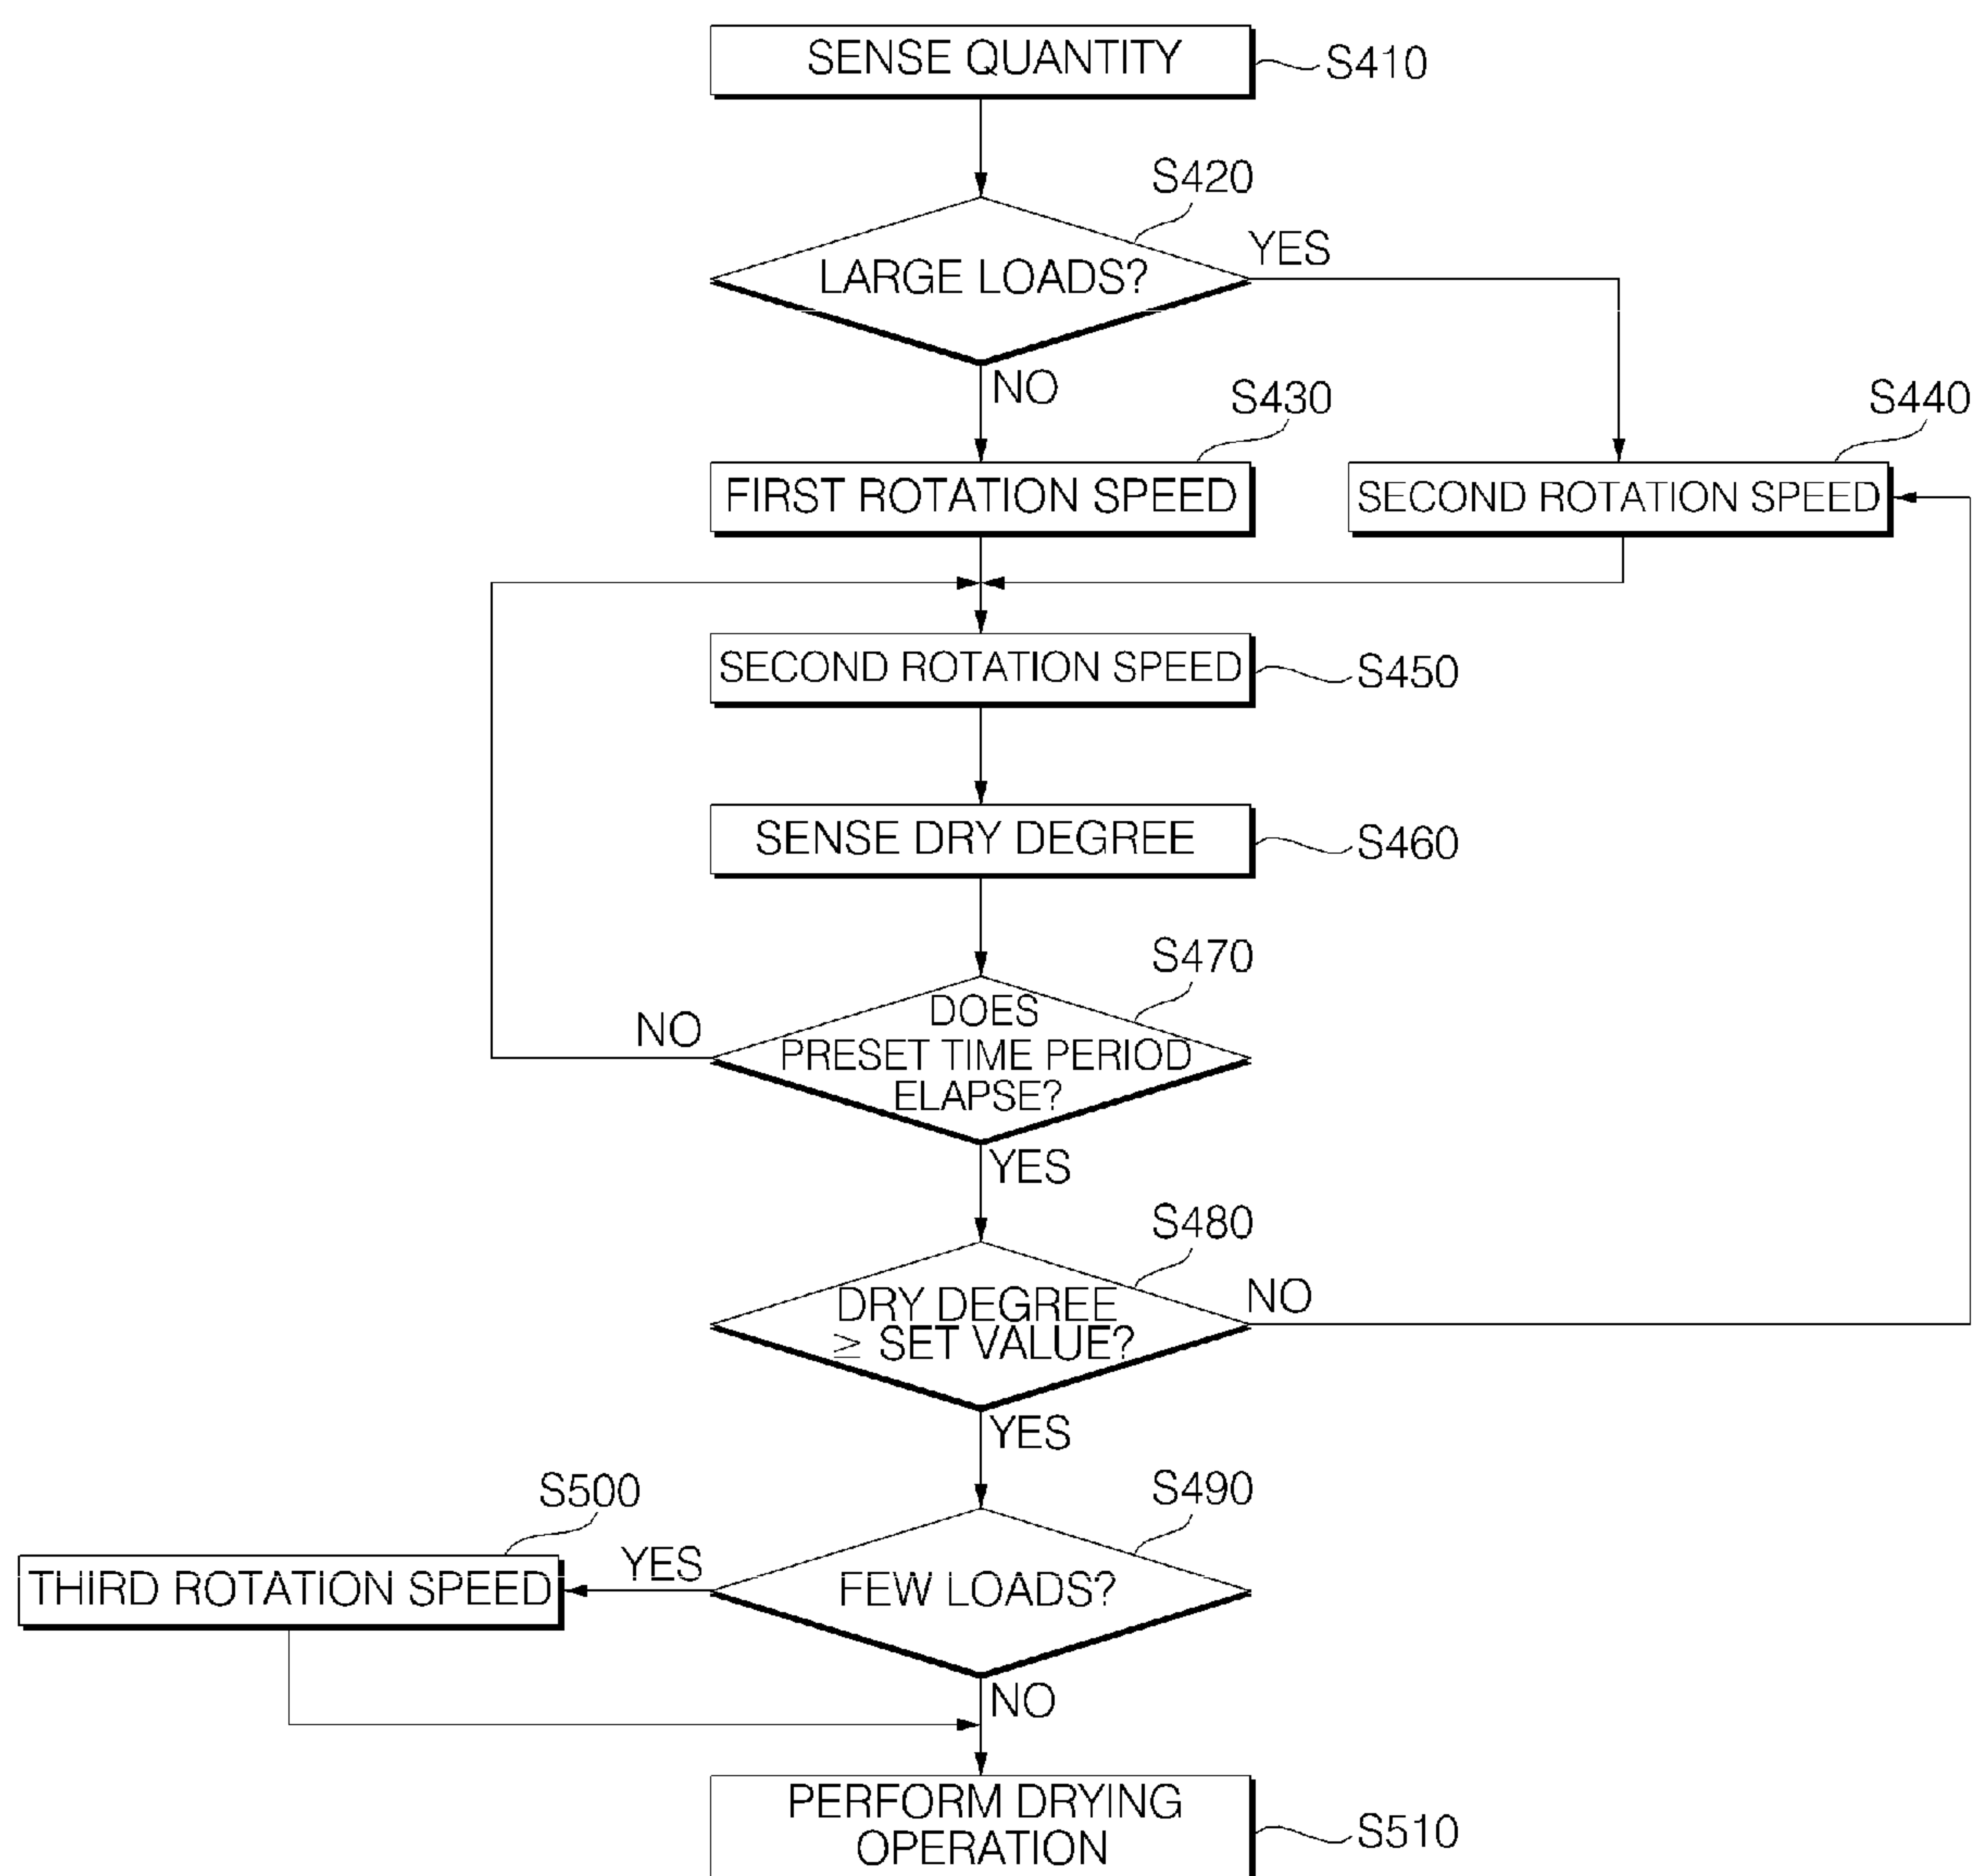 SENSE QUANTITY
S410
S420
LARGE LOADS?
YES
NO
S430
S440
FIRST ROTATION SPEED
SECOND ROTATION SPEED
SECOND ROTATION SPEED
S450
SENSE DRY DEGREE
S460
S470
DOES
PRESET TIME PERIOD
ELAPSE?
NO
YES
S480
DRY DEGREE
≥ SET VALUE?
NO
YES
S490
S500
THIRD ROTATION SPEED
YES
FEW LOADS?
NO
PERFORM DRYING
OPERATION
S510